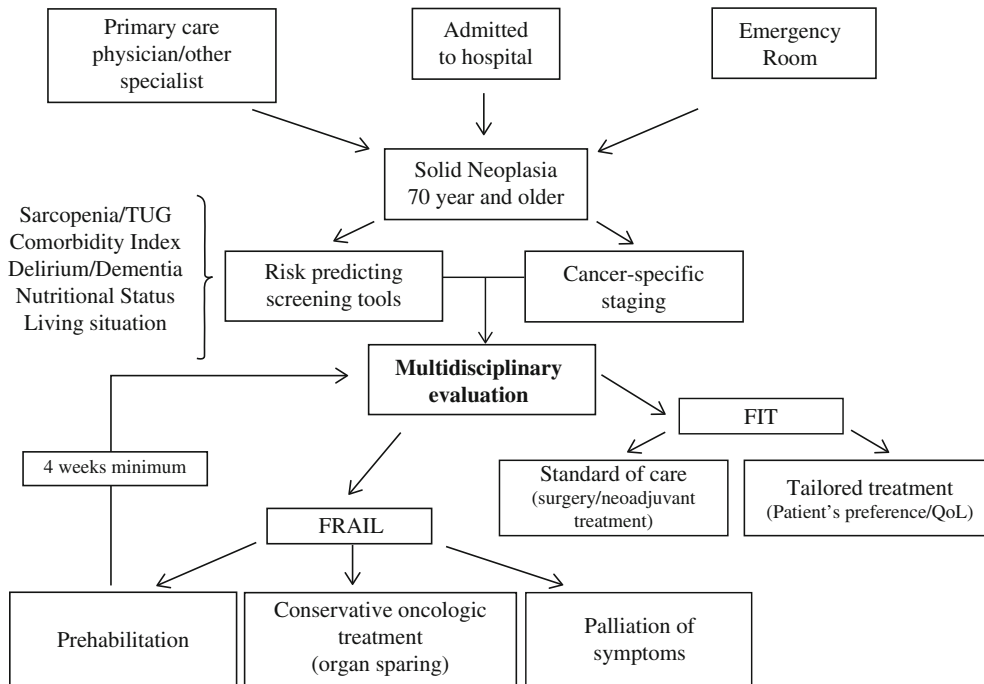 Primary care
physician/other
specialist
Admitted
to hospital
Emergency
Room
Solid Neoplasia
70 year and older
Sarcopenia/TUG
Comorbidity Index
Delirium/Dementia
Nutritional Status
Living situation
Risk predicting
screening tools
Cancer-specific
staging
Multidisciplinary
evaluation
FIT
4 weeks minimum
Standard of care
(surgery/neoadjuvant
treatment)
Tailored treatment
(Patient's preference/QoL)
FRAIL
Prehabilitation
Conservative oncologic
treatment
(organ sparing)
Palliation of
symptoms